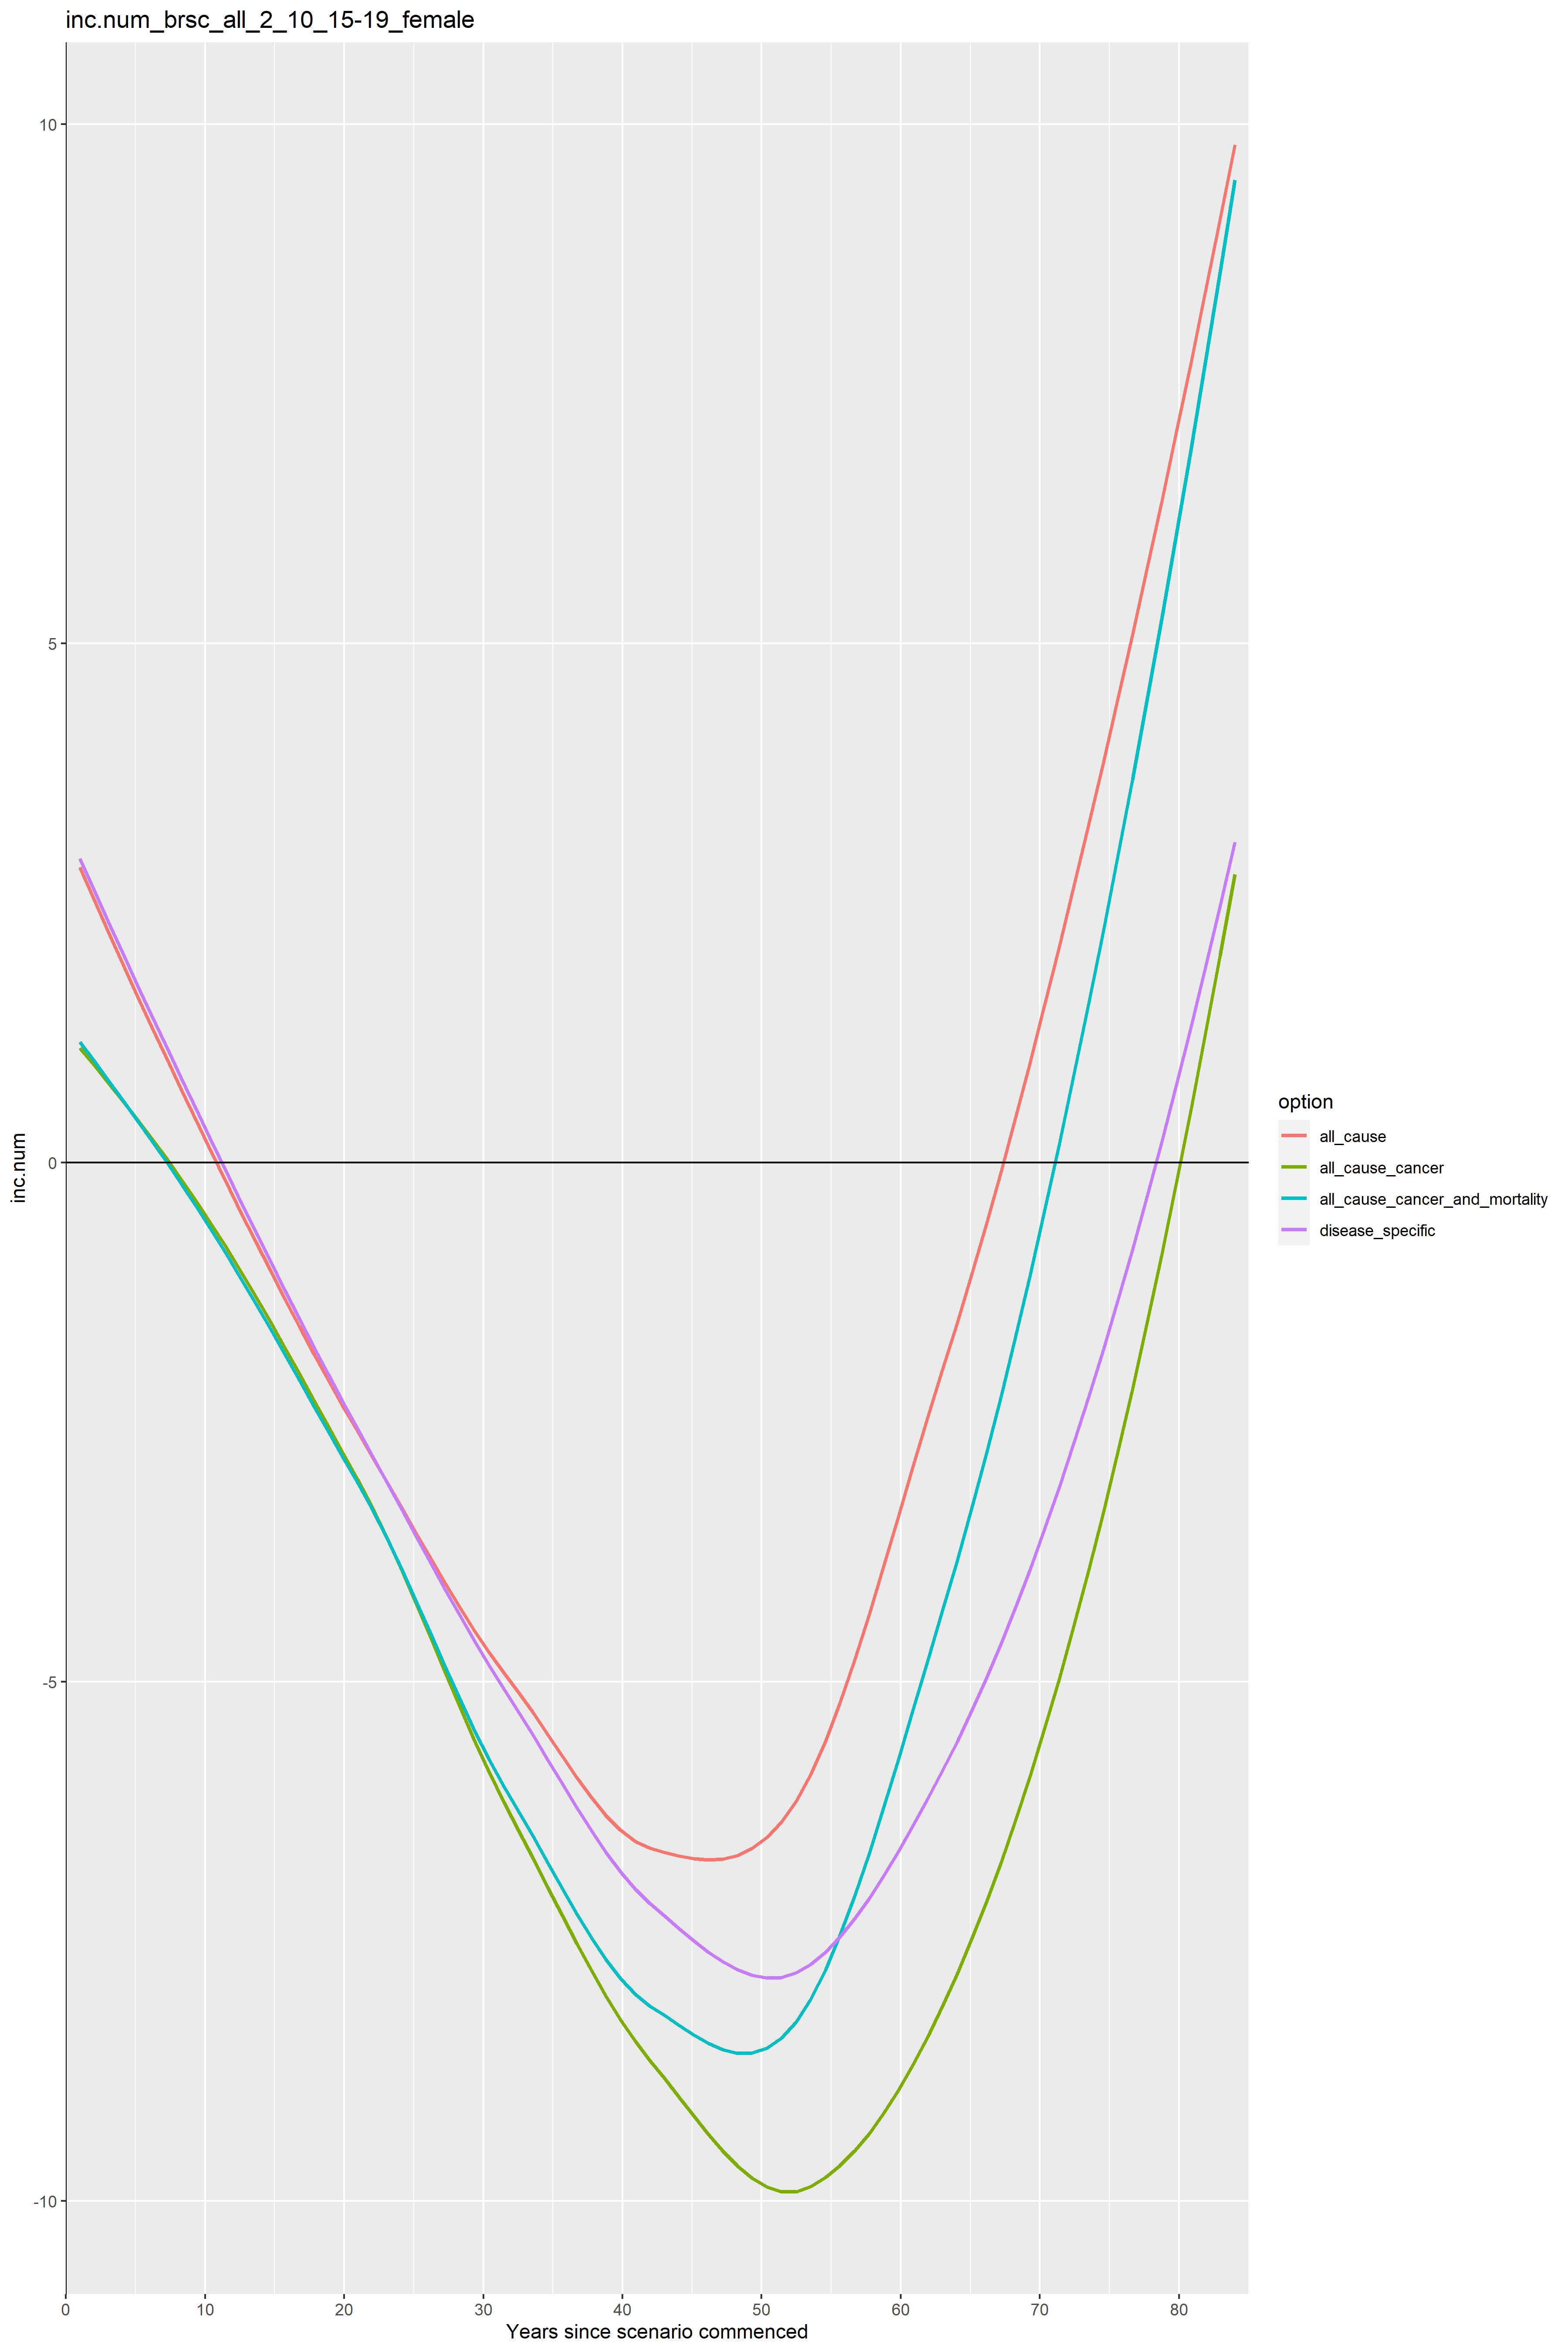 inc.num_brsc_all_2_10_15-19_female
10
5
0
-5
-10
inc.num
0 10 20 30 40 50 60 70 80
Years since scenario commenced
option
all_cause
all_cause_cancer
all_cause_cancer_and_mortality
disease_specific